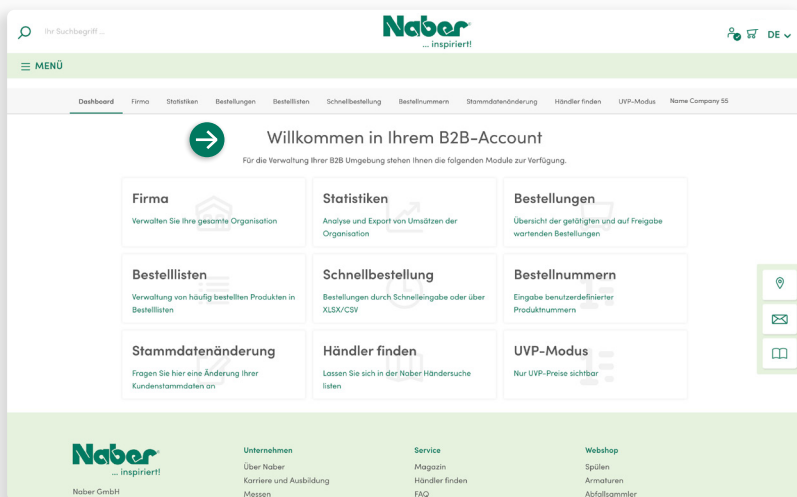 Ihr Suchbegriff ...
Naber
... inspiriert!
DE
MENÜ
Dashboard Firma Statistiken Bestellungen Bestelllisten Schnellbestellung Bestellnummern Stammdatenänderung Händler finden UVP-Modus Name Company 55
Willkommen in Ihrem B2B-Account
Für die Verwaltung Ihrer B2B Umgebung stehen Ihnen die folgenden Module zur Verfügung.
Firma
Verwalten Sie Ihre gesamte Organisation
Statistiken
Analyse und Export von Umsätzen der
Organisation
Bestellungen
Übersicht der getätigten und auf Freigabe
wartenden Bestellungen
Bestelllisten
Verwaltung von häufig bestellten Produkten in
Bestelllisten
Schnellbestellung
Bestellungen durch Schnelleingabe oder über
XLSX/CSV
Bestellnummern
Eingabe benutzerdefinierter
Produktnummern
Stammdatenänderung
Fragen Sie hier eine Änderung Ihrer
Kundenstammdaten an
Händler finden
Lassen Sie sich in der Naber Händersuche
listen
UVP-Modus
Nur UVP-Preise sichtbar
Naber
... inspiriert!
Naber GmbH
Unternehmen
Über Naber
Karriere und Ausbildung
Messen
Service
Magazin
Händler finden
FAQ
Webshop
Spülen
Armaturen
Abfallsammler